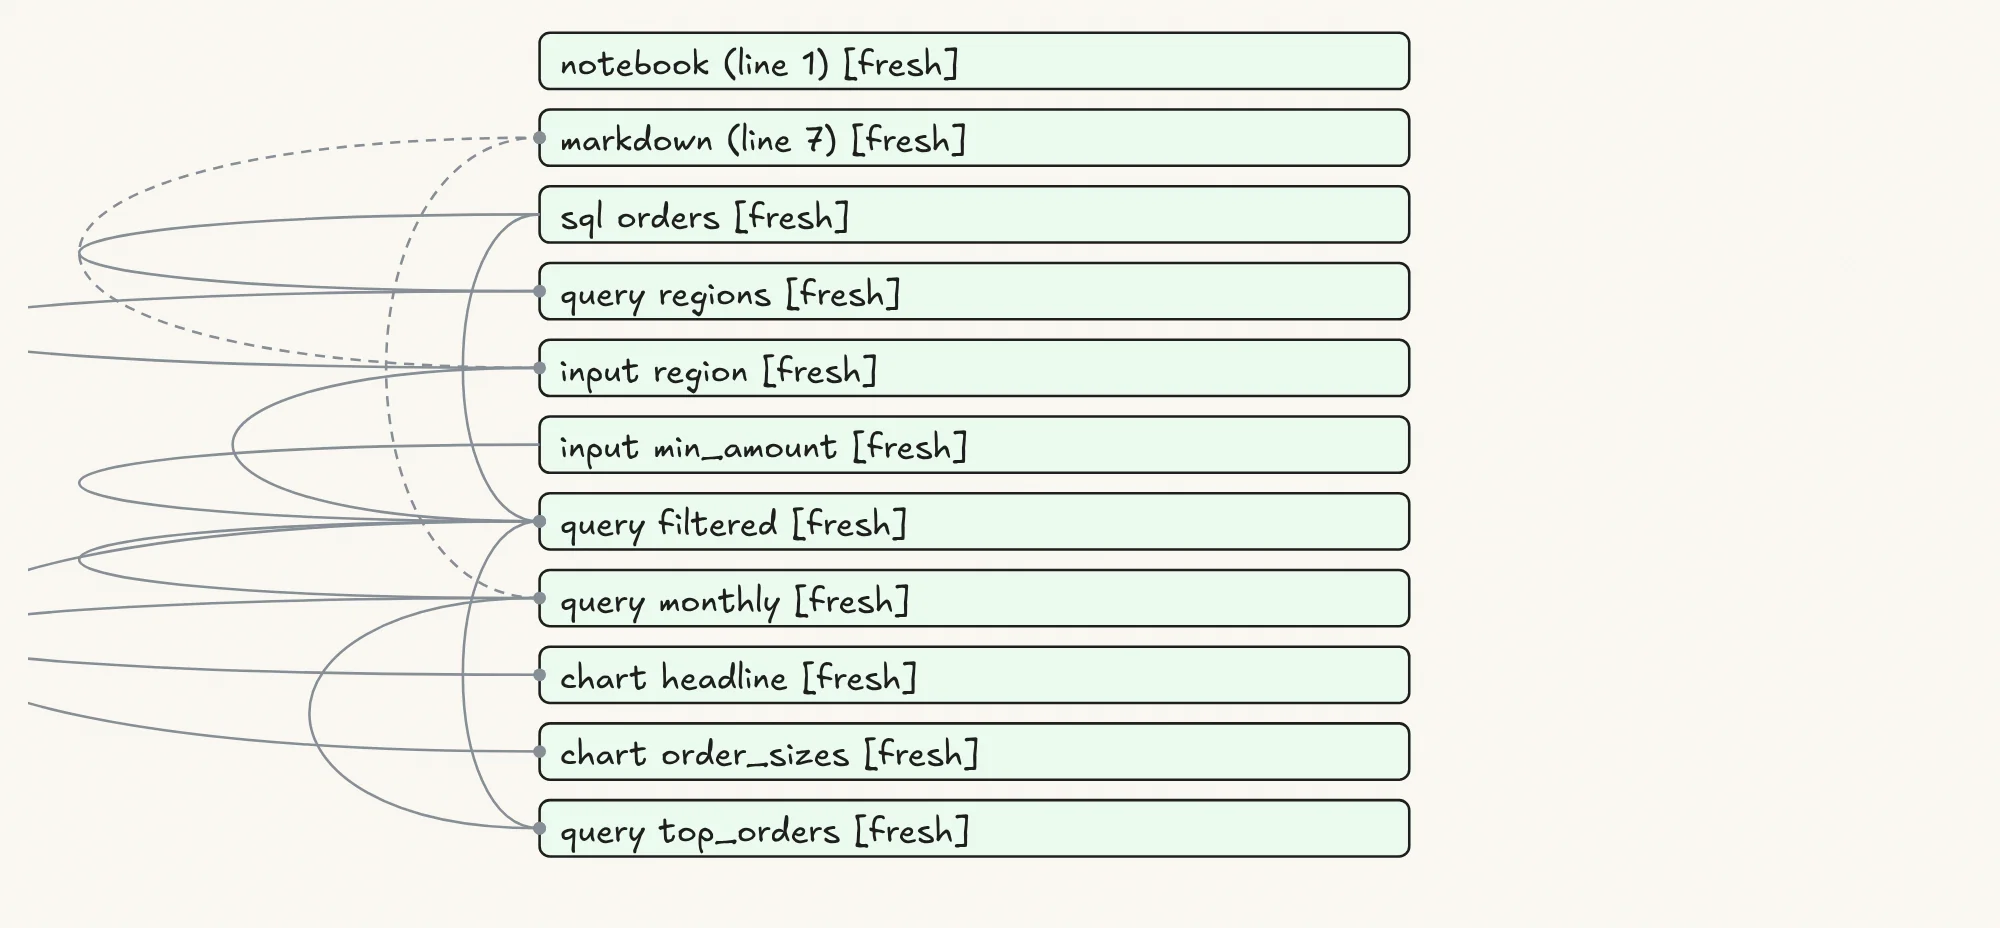 notebook (line 1) [fresh]
markdown (line 7) [fresh]
sql orders [fresh]
query regions [fresh]
input region [fresh]
input min_amount [fresh]
query filtered [fresh]
query monthly [fresh]
chart headline [fresh]
chart order_sizes [fresh]
query top_orders [fresh]